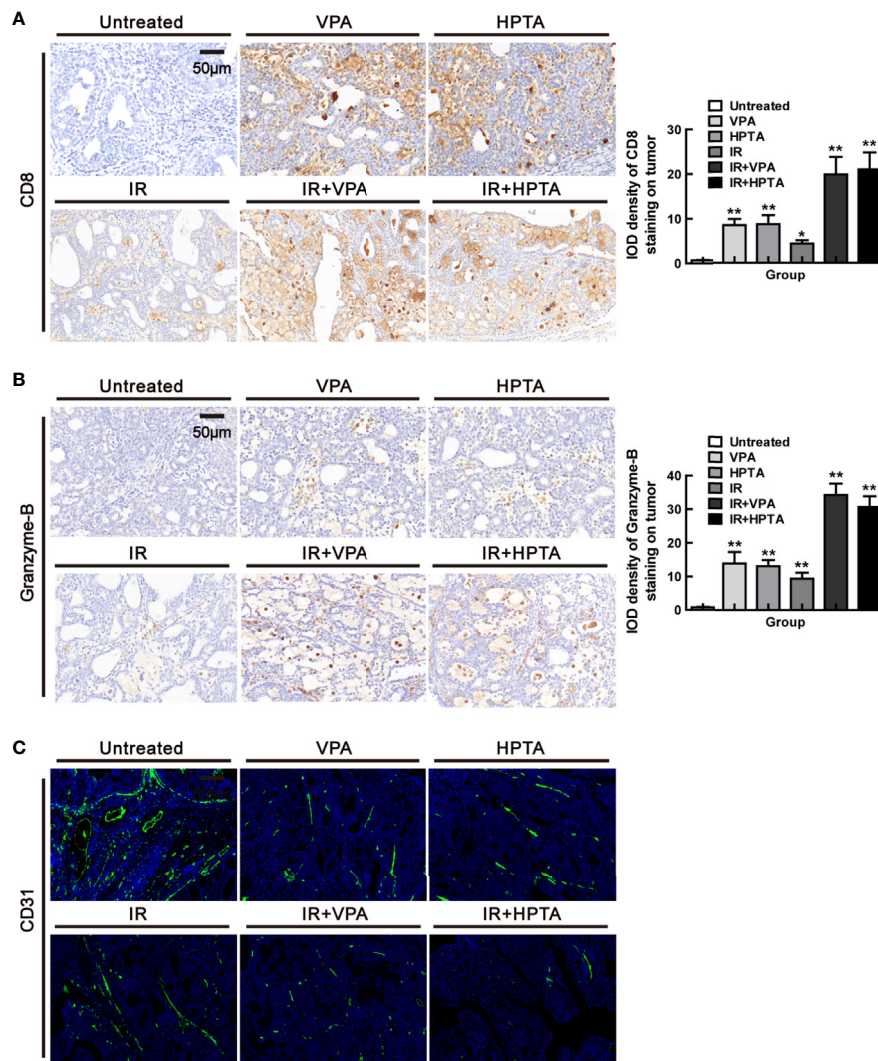 A
Untreated
VPA
HPTA
50μm
CD8
IR
IR+VPA
IR+HPTA
Untreated
VPA
HPTA
IR
IR+VPA
IR+HPTA
IOD density of CD8
staining on tumor
30
20
10
0
**
**
*
**
**
Group
B
Untreated
VPA
HPTA
50μm
Granzyme-B
IR
IR+VPA
IR+HPTA
Untreated
VPA
HPTA
IR
IR+VPA
IR+HPTA
IOD density of Granzyme-B
staining on tumor
40
30
20
10
0
**
**
**
**
**
Group
C
Untreated
VPA
HPTA
CD31
IR
IR+VPA
IR+HPTA